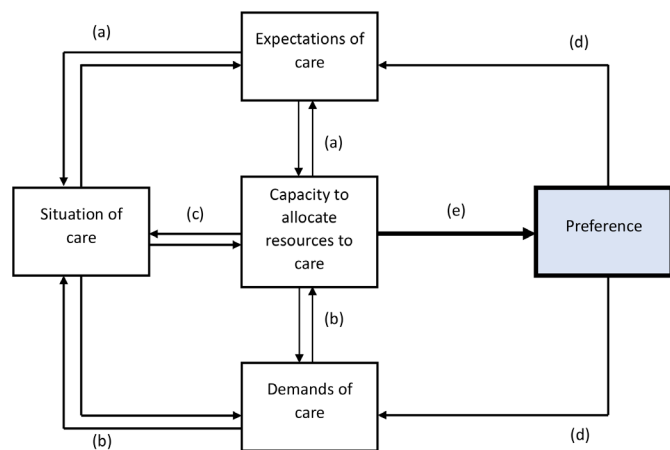 (a)
Expectations of
care
(d)
(a)
Situation of
care
(c)
Capacity to
allocate
resources to
care
(e)
Preference
(b)
Demands of
care
(b)
(d)